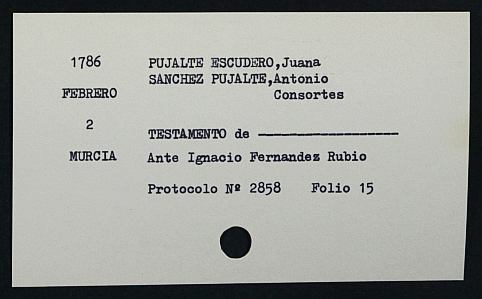 1786 PUJALTE ESCUDERO,Juana
SANCHEZ PUJALTE,Antonio
FEBRERO Consortes
2
TESTAMENTO de ------------------
MURCIA Ante Ignacio Fernandez Rubio
Protocolo Nº 2858 Folio 15